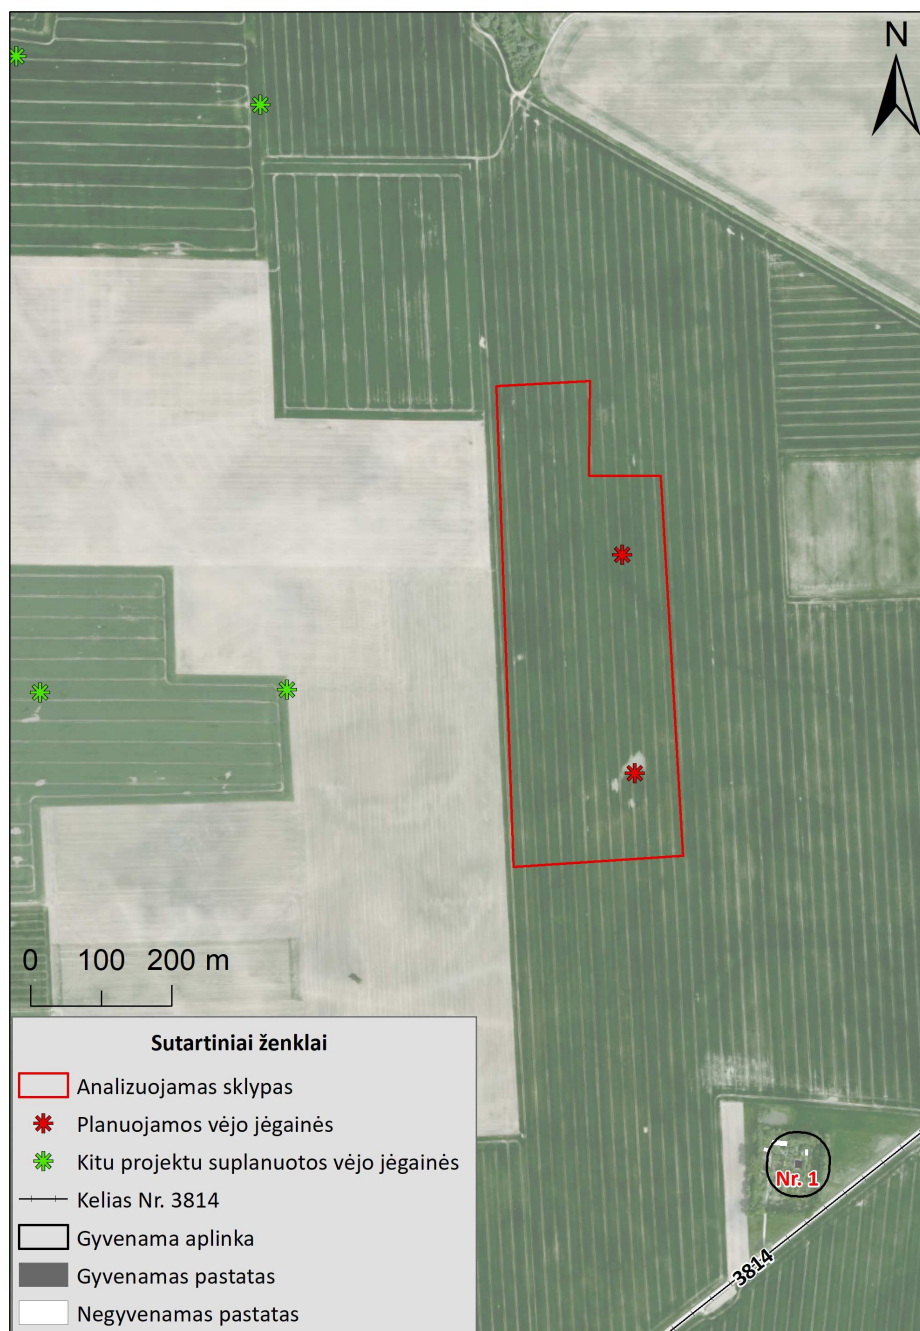 N
0 100 200 m
Sutartiniai ženklai
Analizuojamas sklypas
Planuojamos vėjo jėgainės
Kitu projektu suplanuotos vėjo jėgainės
Kelias Nr. 3814
Gyvenama aplinka
Gyvenamas pastatas
Negyvenamas pastatas
Nr. 1
3814